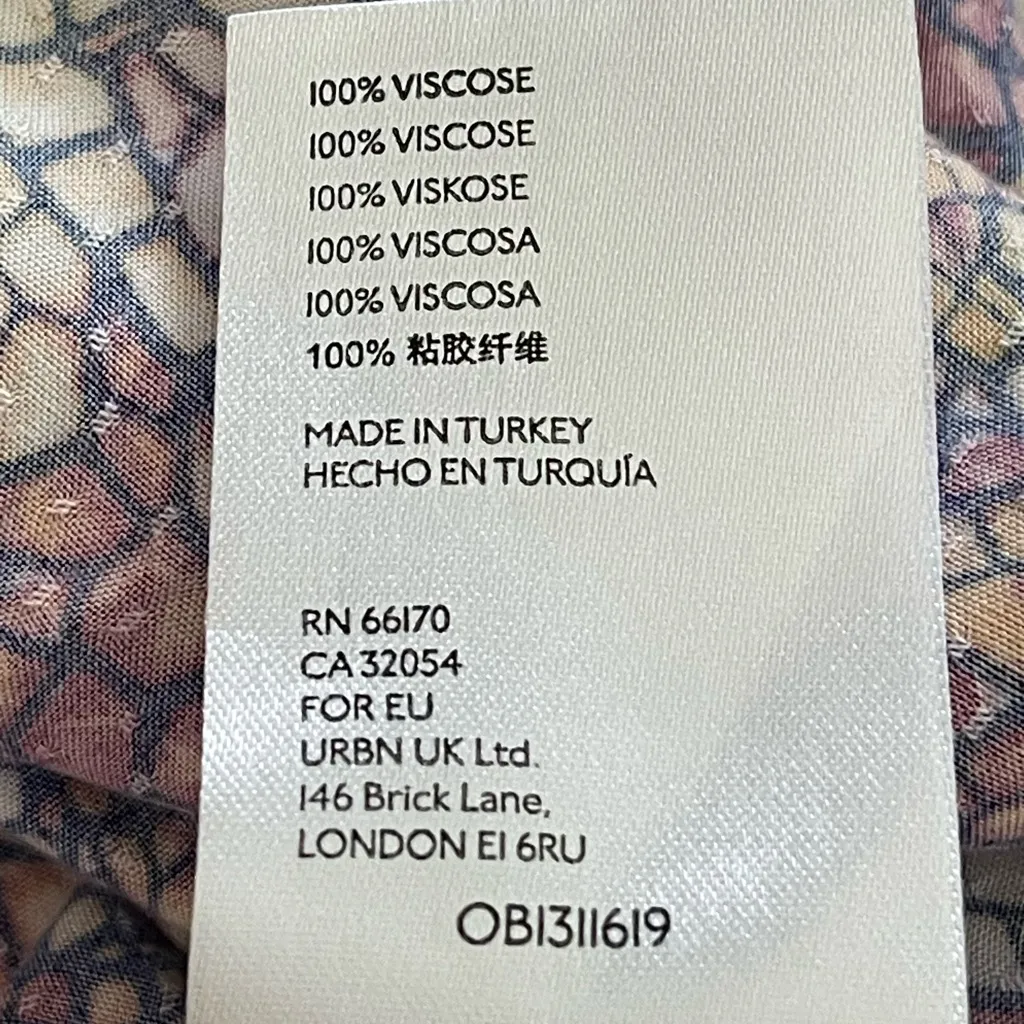 100% VISCOSE
100% VISCOSE
100% VISKOSE
100% VISCOSA
100% VISCOSA
100% 粘胶纤维
MADE IN TURKEY
HECHO EN TURQUÍA
RN 66170
CA 32054
FOR EU
URBN UK Ltd.
146 Brick Lane,
LONDON E1 6RU
OB1311619